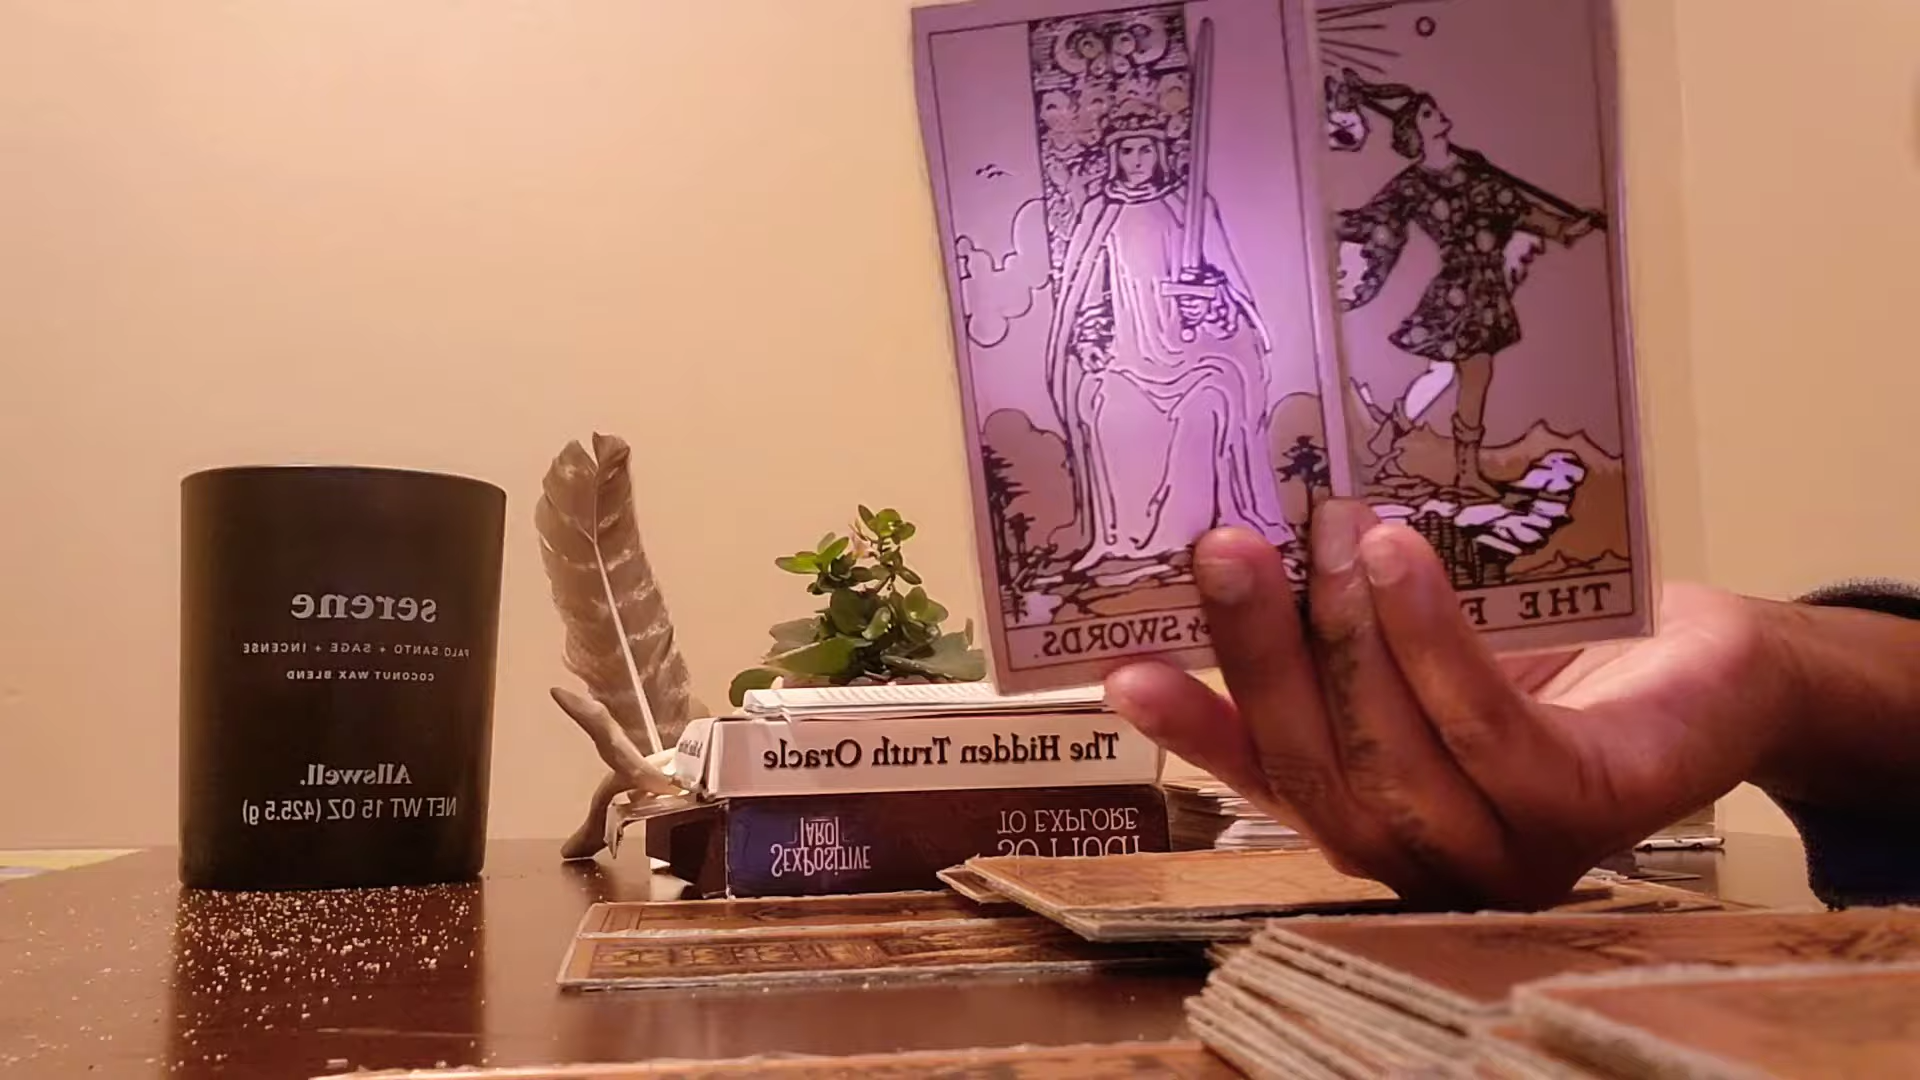 serene
PALO SANTO + SAGE + INCENSE
COCONUT WAX BLEND
Allswell.
NET WT 15 OZ (425.5 g)
of SWORDS.
THE F
The Hidden Truth Oracle
SEXPOSITIVE
TAROT
TO EXPLORE